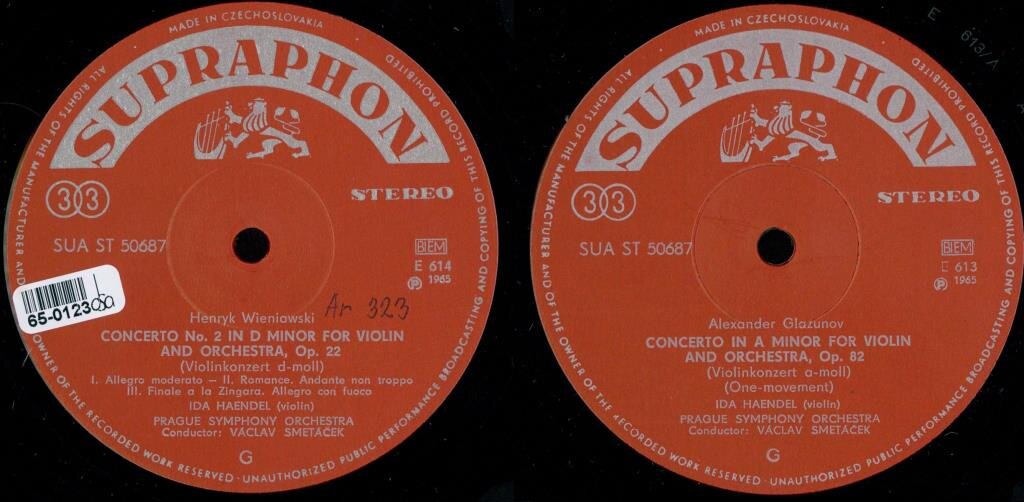 MADE IN CZECHOSLOVAKIA
ALL RIGHTS OF THE MANUFACTURER AND OWNER OF THE RECORDED WORK RESERVED - UNAUTHORIZED PUBLIC PERFORMANCE BROADCASTING AND COPYING OF THIS RECORD PROHIBITED
SUPRAPHON
33
STEREO
SUA ST 50687
BIEM
E 614
Ⓟ 1965
65-0123
Ar 323
Henryk Wieniawski
CONCERTO No. 2 IN D MINOR FOR VIOLIN
AND ORCHESTRA, Op. 22
(Violinkonzert d-moll)
I. Allegro moderato – II. Romance. Andante non troppo
III. Finale a la Zingara. Allegro con fuoco
IDA HAENDEL (violin)
PRAGUE SYMPHONY ORCHESTRA
Conductor: VÁCLAV SMETÁČEK
G
MADE IN CZECHOSLOVAKIA
ALL RIGHTS OF THE MANUFACTURER AND OWNER OF THE RECORDED WORK RESERVED - UNAUTHORIZED PUBLIC PERFORMANCE BROADCASTING AND COPYING OF THIS RECORD PROHIBITED
E 613/A
SUPRAPHON
33
STEREO
SUA ST 50687
BIEM
E 613
Ⓟ 1965
Alexander Glazunov
CONCERTO IN A MINOR FOR VIOLIN
AND ORCHESTRA, Op. 82
(Violinkonzert a-moll)
(One-movement)
IDA HAENDEL (violin)
PRAGUE SYMPHONY ORCHESTRA
Conductor: VÁCLAV SMETÁČEK
G